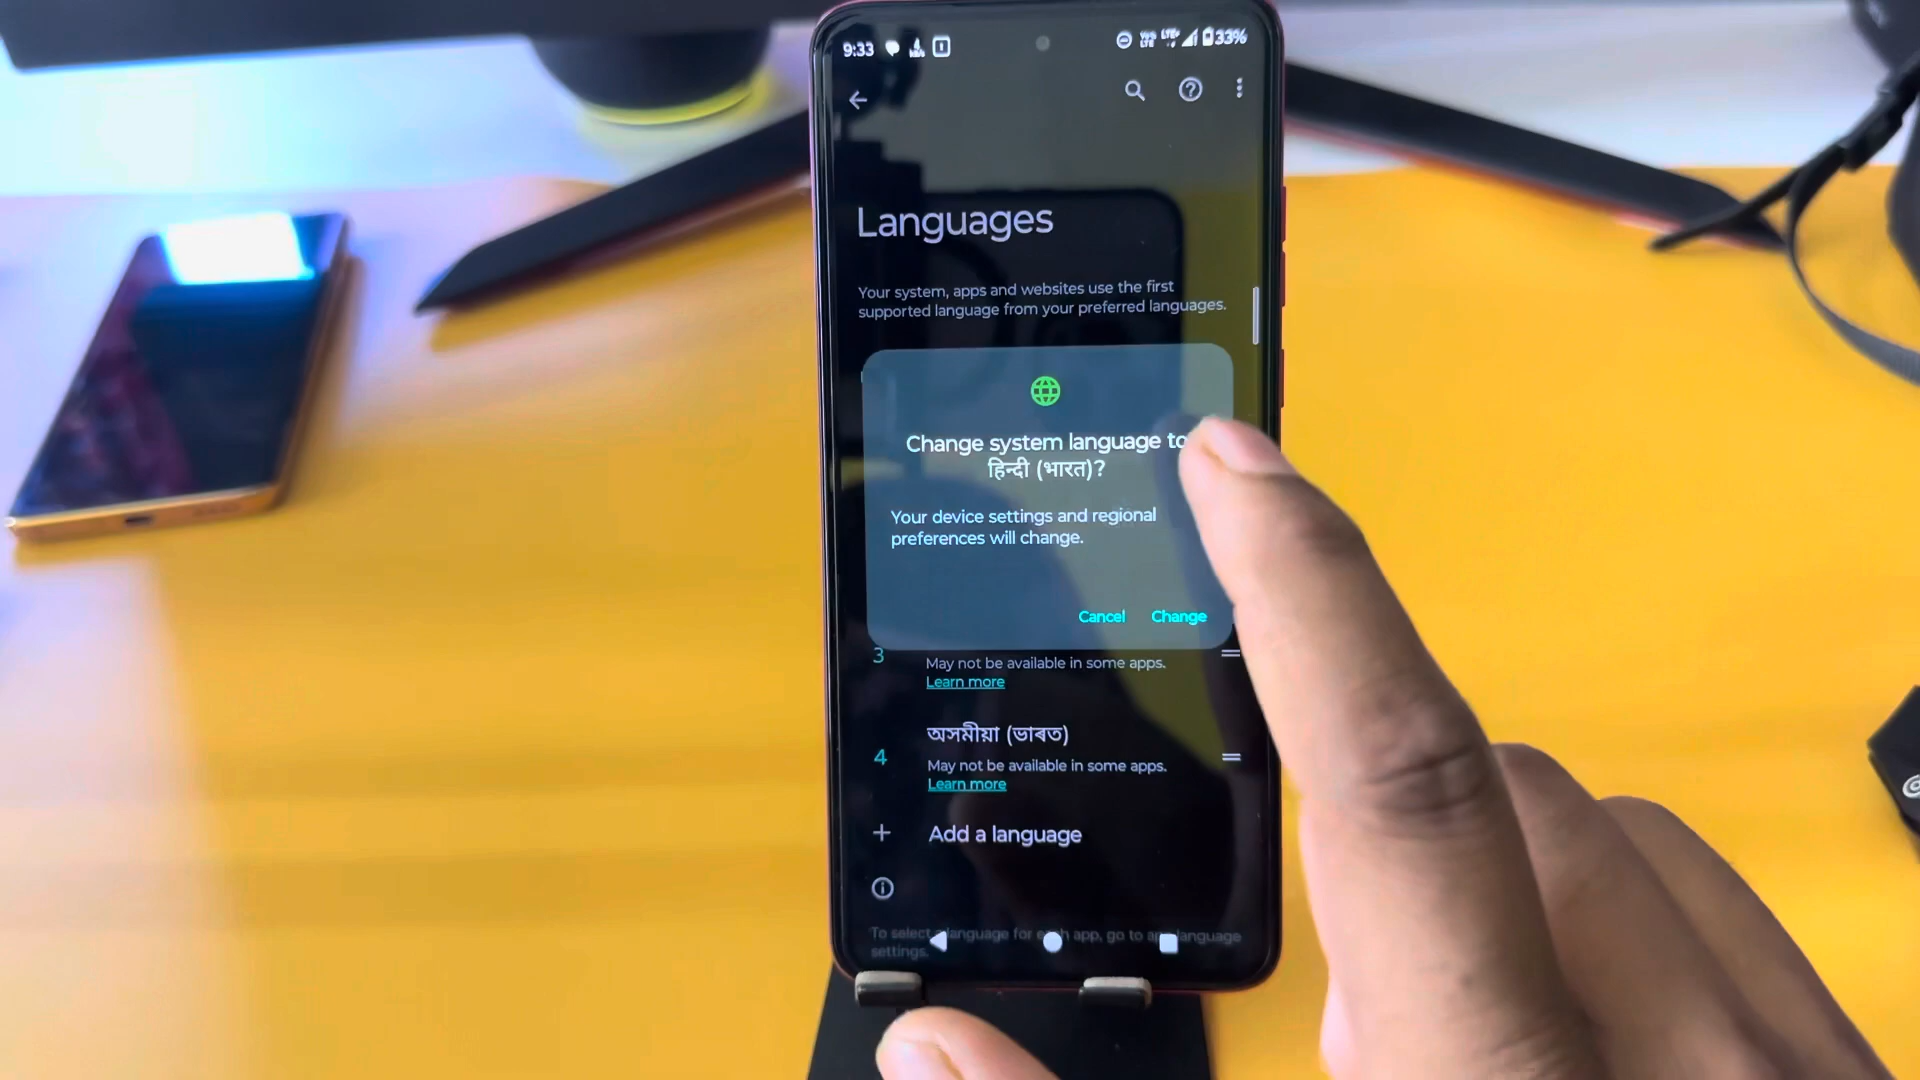 9:33
33%
Languages
Your system, apps and websites use the first
supported language from your preferred languages.
Change system language to
हिन्दी (भारत)?
Your device settings and regional
preferences will change.
Cancel Change
3
May not be available in some apps.
Learn more
অসমীয়া (ভাৰত)
4
May not be available in some apps.
Learn more
+ Add a language
To select a language for each app, go to app language
settings.